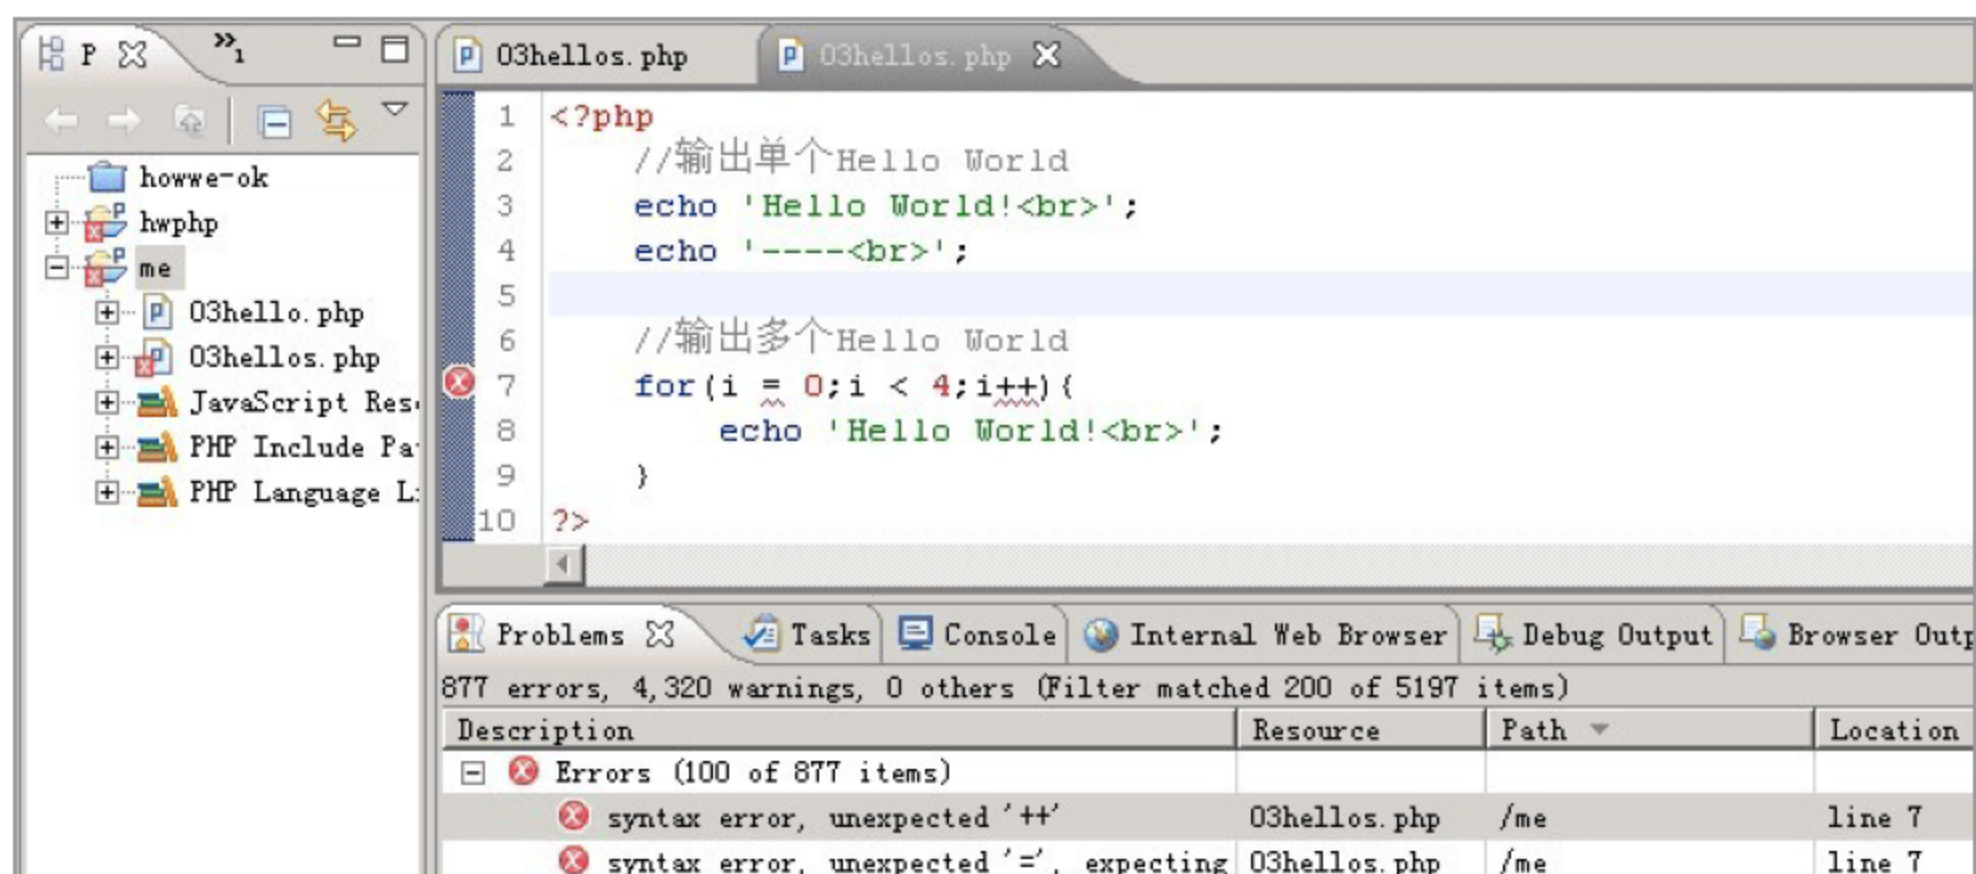 P
»1
howwe-ok
hwphp
me
03hello.php
03hellos.php
JavaScript Res
PHP Include Pa
PHP Language L
03hellos.php
03hellos.php
1 <?php
2 //输出单个Hello World
3 echo 'Hello World!<br>';
4 echo '----<br>';
5
6 //输出多个Hello World
7 for(i = 0;i < 4;i++){
8 echo 'Hello World!<br>';
9 }
10 ?>
Problems Tasks Console Internal Web Browser Debug Output Browser Outp
877 errors, 4,320 warnings, 0 others (Filter matched 200 of 5197 items)
Description Resource Path Location
Errors (100 of 877 items)
syntax error, unexpected '++' 03hellos.php /me line 7
syntax error, unexpected '=', expecting 03hellos.php /me line 7